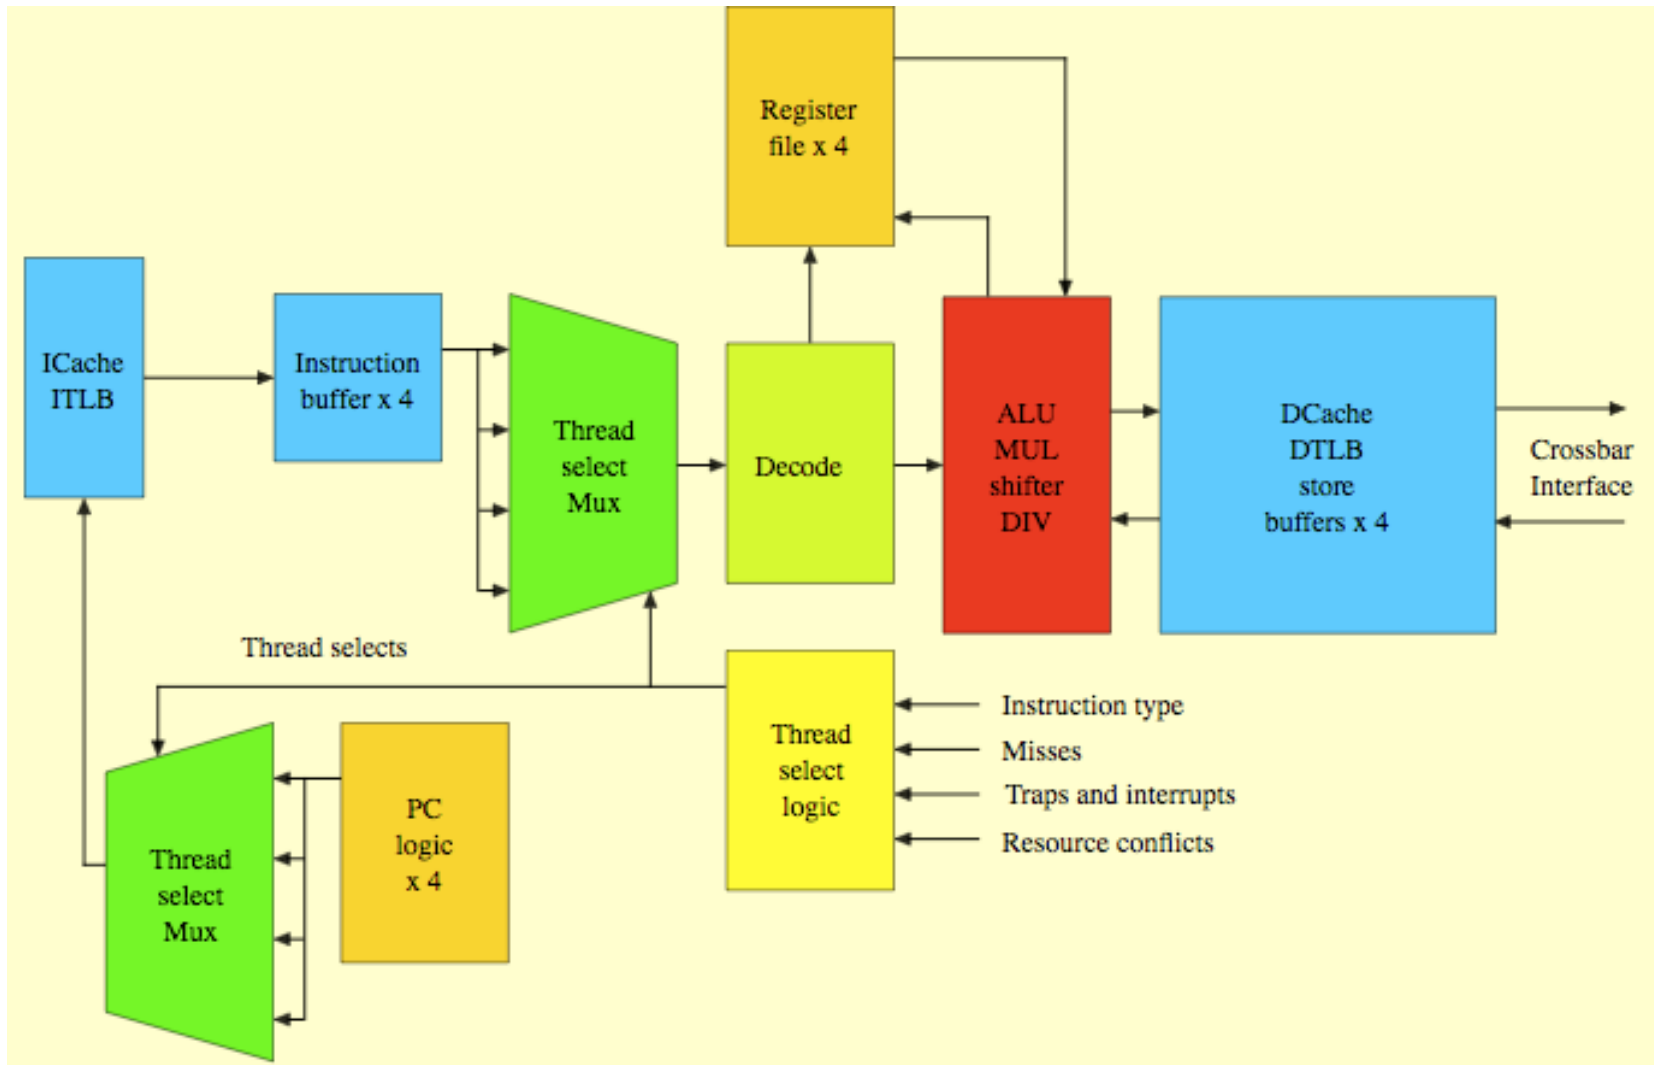 Register
file x 4
ICache
ITLB
Instruction
buffer x 4
Thread
select
Mux
Decode
ALU
MUL
shifter
DIV
DCache
DTLB
store
buffers x 4
Crossbar
Interface
Thread selects
Thread
select
Mux
PC
logic
x 4
Thread
select
logic
Instruction type
Misses
Traps and interrupts
Resource conflicts